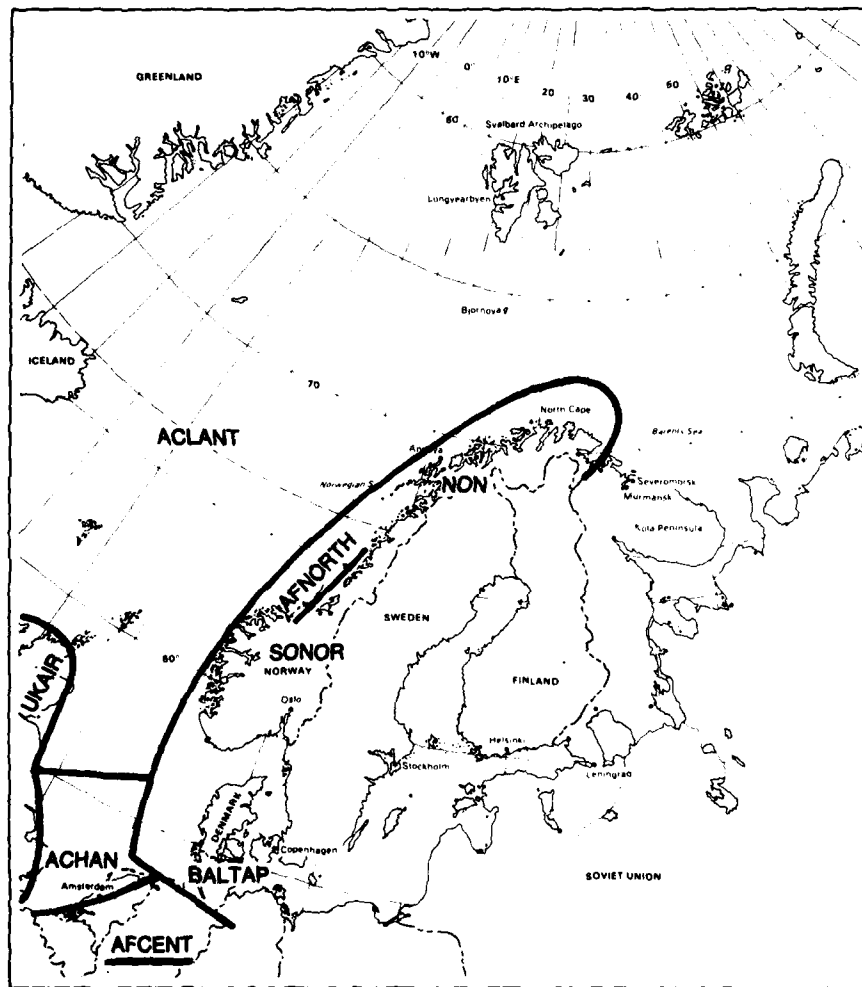 GREENLAND
10°W
0°
10°E
20
30
40
50
60
80
Svalbard Archipelago
Longyearbyen
Bjornoya
ICELAND
70
ACLANT
North Cape
Barents Sea
Andoya
Norwegian S
NON
Severomorsk
Murmansk
Kola Peninsula
AFNORTH
SWEDEN
60°
SONOR
NORWAY
UKAIR
FINLAND
Oslo
Helsinki
Stockholm
Leningrad
DENMARK
Copenhagen
ACHAN
BALTAP
Amsterdam
SOVIET UNION
AFCENT